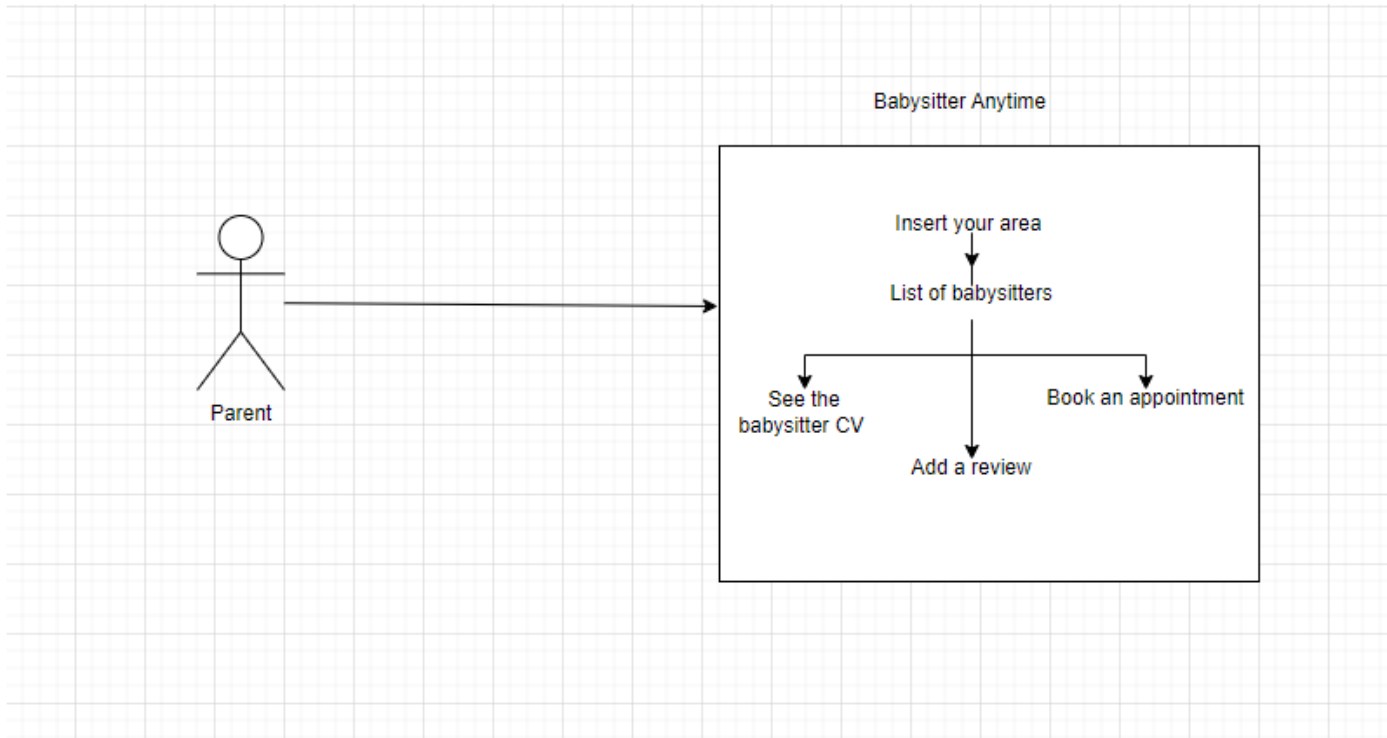 Babysitter Anytime
Insert your area
List of babysitters
See the
babysitter CV
Book an appointment
Add a review
Parent